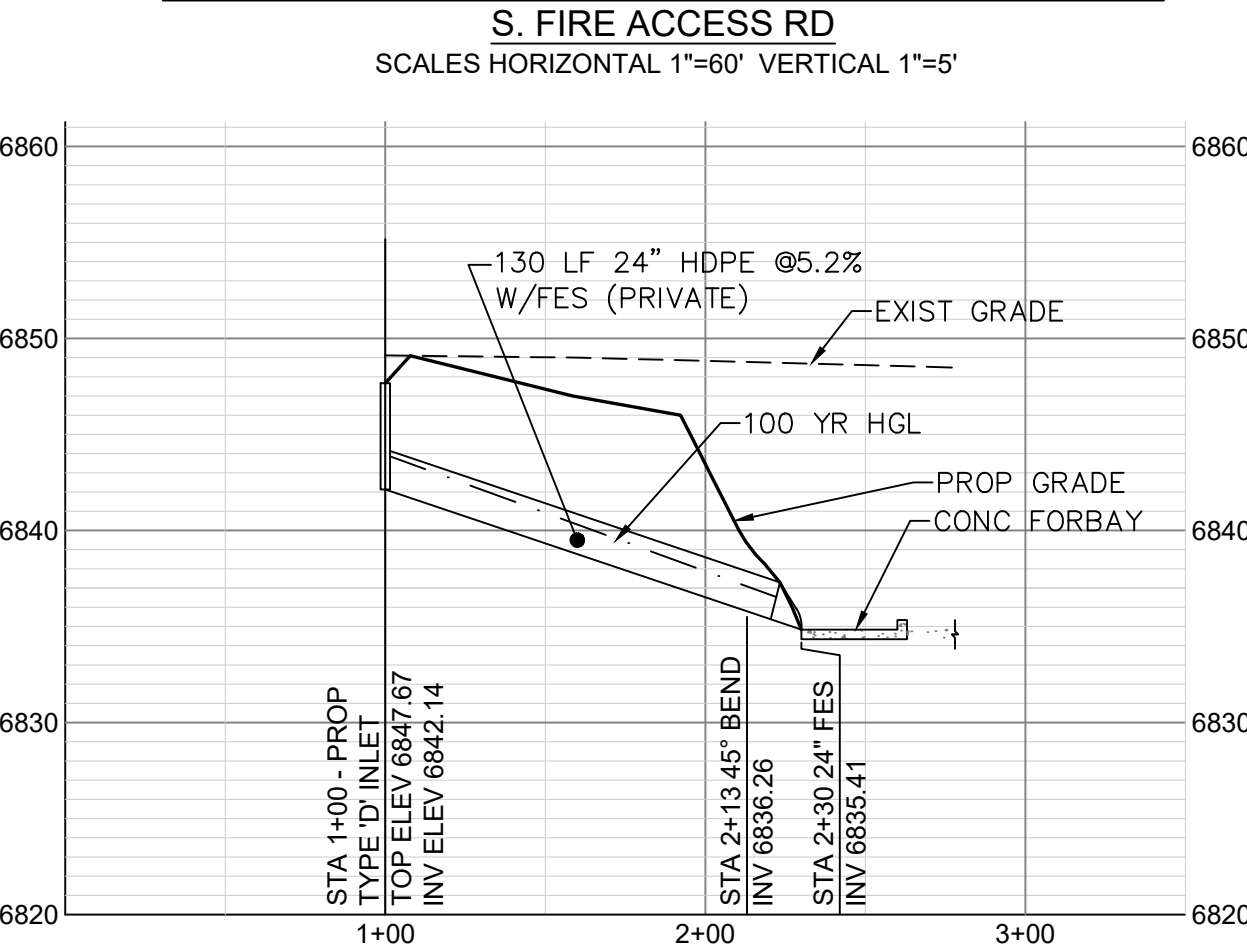 S. FIRE ACCESS RD
SCALES HORIZONTAL 1"=60' VERTICAL 1"=5'
6860
6860
130 LF 24” HDPE @5.2%
W/FES (PRIVATE)
EXIST GRADE
6850
6850
100 YR HGL
PROP GRADE
CONC FORBAY
6840
6840
STA 1+00 - PROP
TYPE 'D' INLET
TOP ELEV 6847.67
INV ELEV 6842.14
STA 2+13 45° BEND
INV 6836.26
STA 2+30 24" FES
INV 6835.41
6830
6830
6820
6820
1+00
2+00
3+00